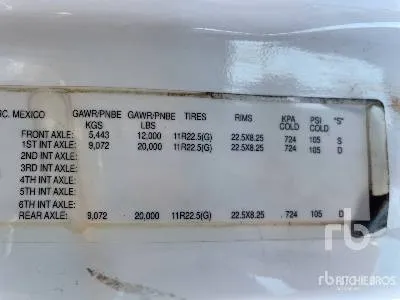 SC. MEXICO GAWR/PNBE GAWR/PNBE TIRES RIMS KPA PSI "S"
KGS LBS COLD COLD
FRONT AXLE: 5,443 12,000 11R22.5(G) 22.5X8.25 724 105 S
1ST INT AXLE: 9,072 20,000 11R22.5(G) 22.5X8.25 724 105 D
2ND INT AXLE:
3RD INT AXLE:
4TH INT AXLE:
5TH INT AXLE:
6TH INT AXLE:
REAR AXLE: 9,072 20,000 11R22.5(G) 22.5X8.25 724 105 D
rb
rb RITCHIE BROS.